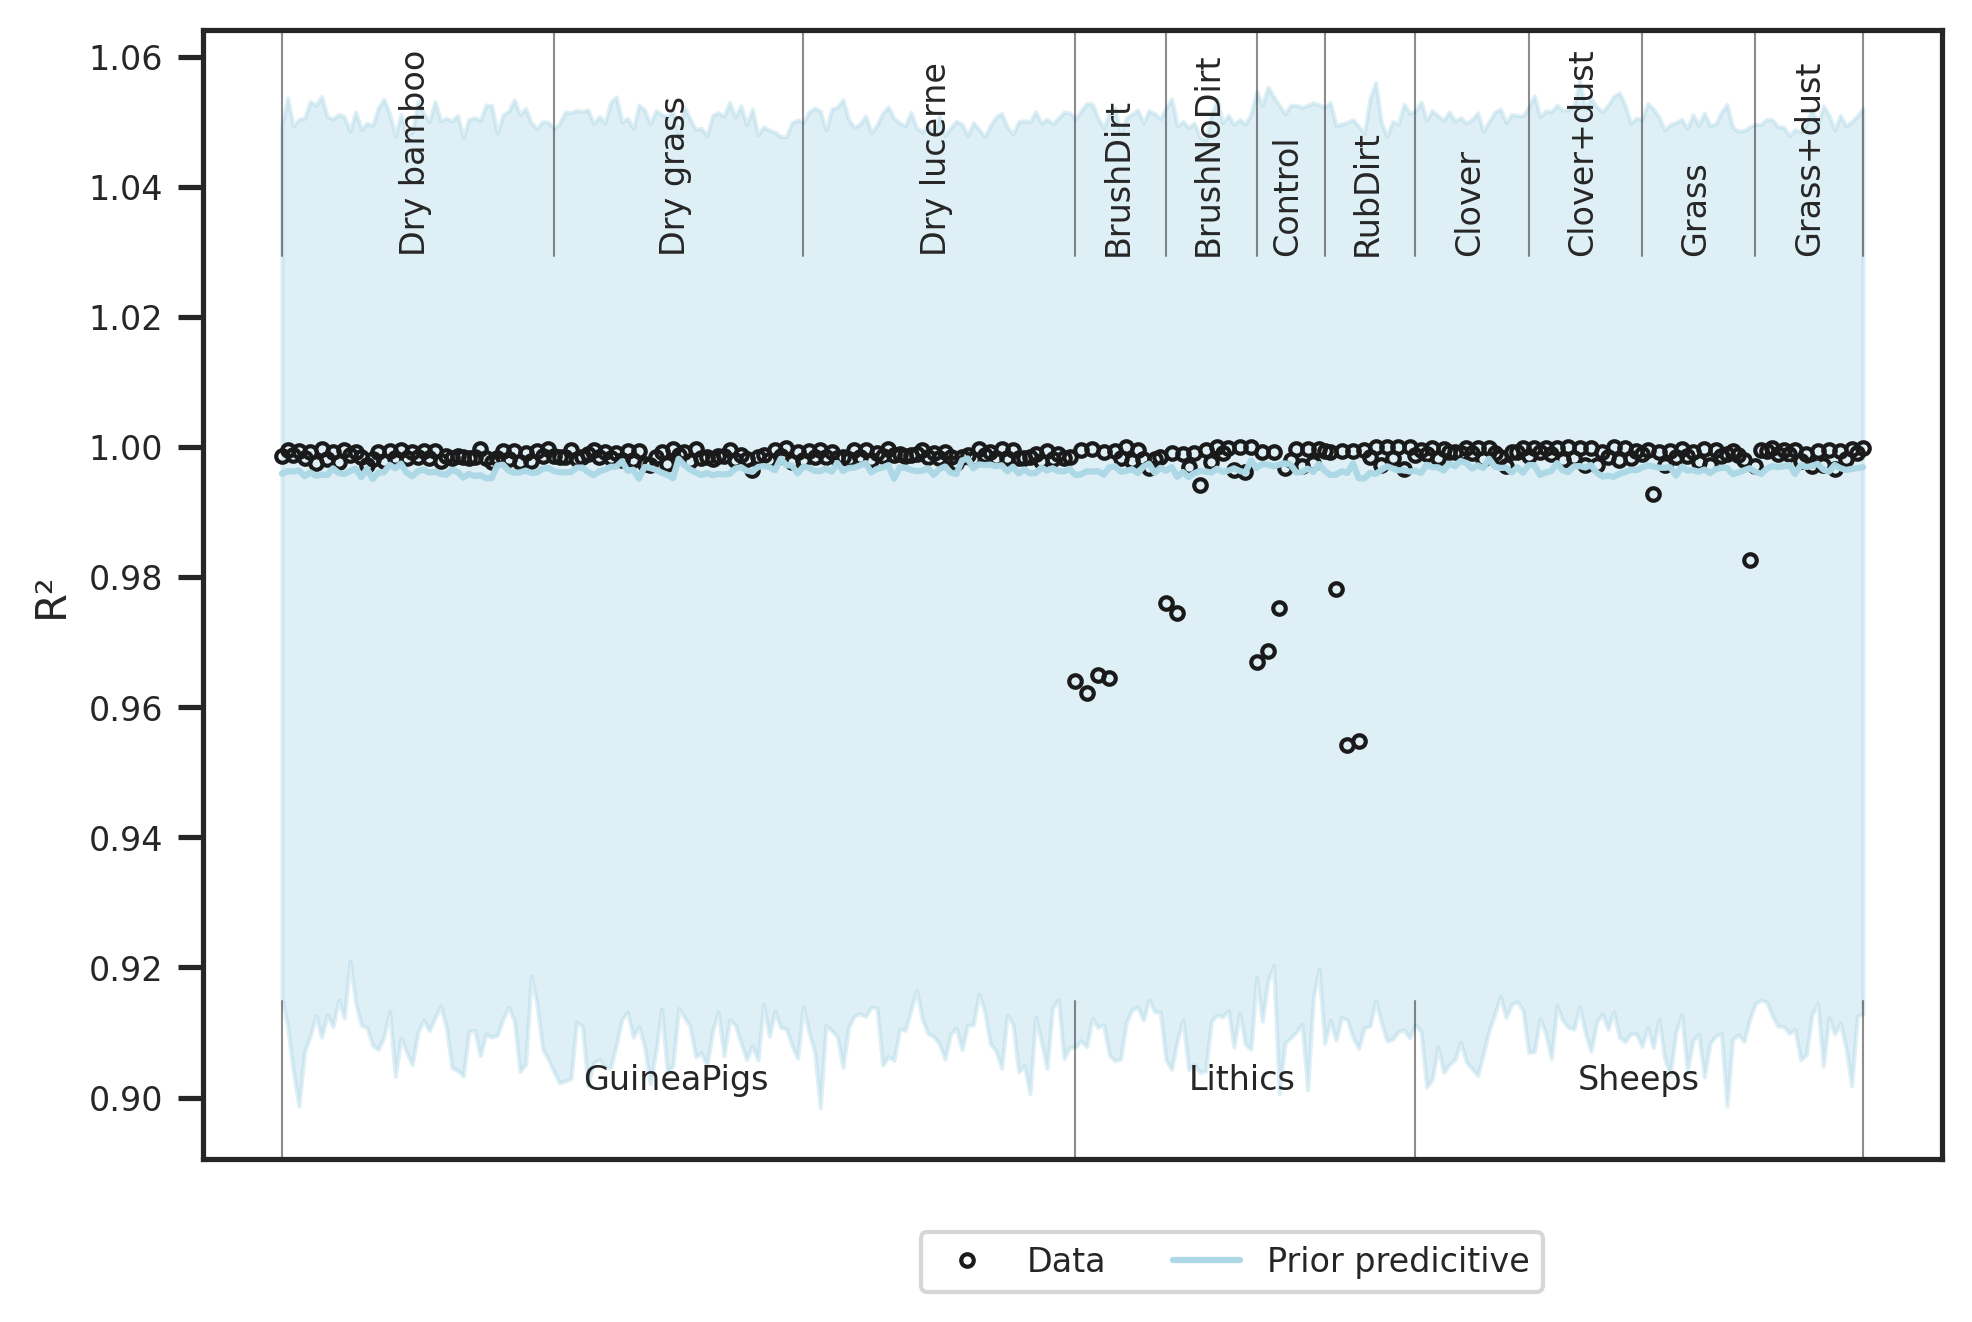 1.06
1.04
1.02
1.00
0.98
0.96
0.94
0.92
0.90
R²
Dry bamboo
Dry grass
Dry lucerne
BrushDirt
BrushNoDirt
Control
RubDirt
Clover
Clover+dust
Grass
Grass+dust
GuineaPigs
Lithics
Sheeps
Data
Prior predicitive